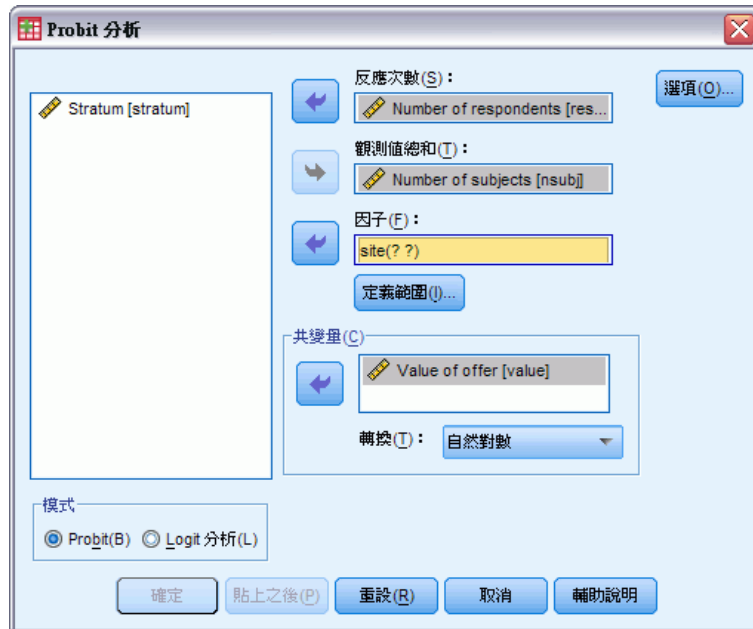 Probit 分析
Stratum [stratum]
反應次數(S)：
Number of respondents [res...
選項(O)...
觀測值總和(T)：
Number of subjects [nsubj]
因子(F)：
site(? ?)
定義範圍(I)...
共變量(C)
Value of offer [value]
轉換(T)：
自然對數
模式
Probit(B)
Logit 分析(L)
確定
貼上之後(P)
重設(R)
取消
輔助說明